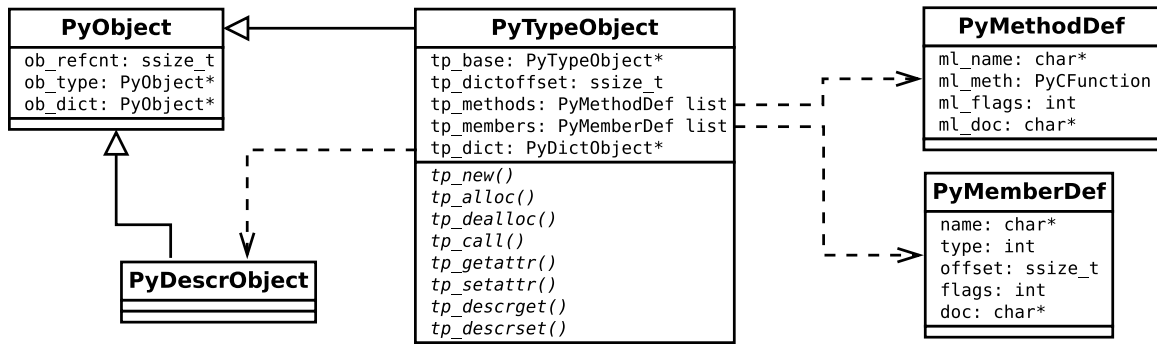 PyObject
ob_refcnt: ssize_t
ob_type: PyObject*
ob_dict: PyObject*
PyDescrObject
PyTypeObject
tp_base: PyTypeObject*
tp_dictoffset: ssize_t
tp_methods: PyMethodDef list
tp_members: PyMemberDef list
tp_dict: PyDictObject*
tp_new()
tp_alloc()
tp_dealloc()
tp_call()
tp_getattr()
tp_setattr()
tp_descrget()
tp_descrset()
PyMethodDef
ml_name: char*
ml_meth: PyCFunction
ml_flags: int
ml_doc: char*
PyMemberDef
name: char*
type: int
offset: ssize_t
flags: int
doc: char*